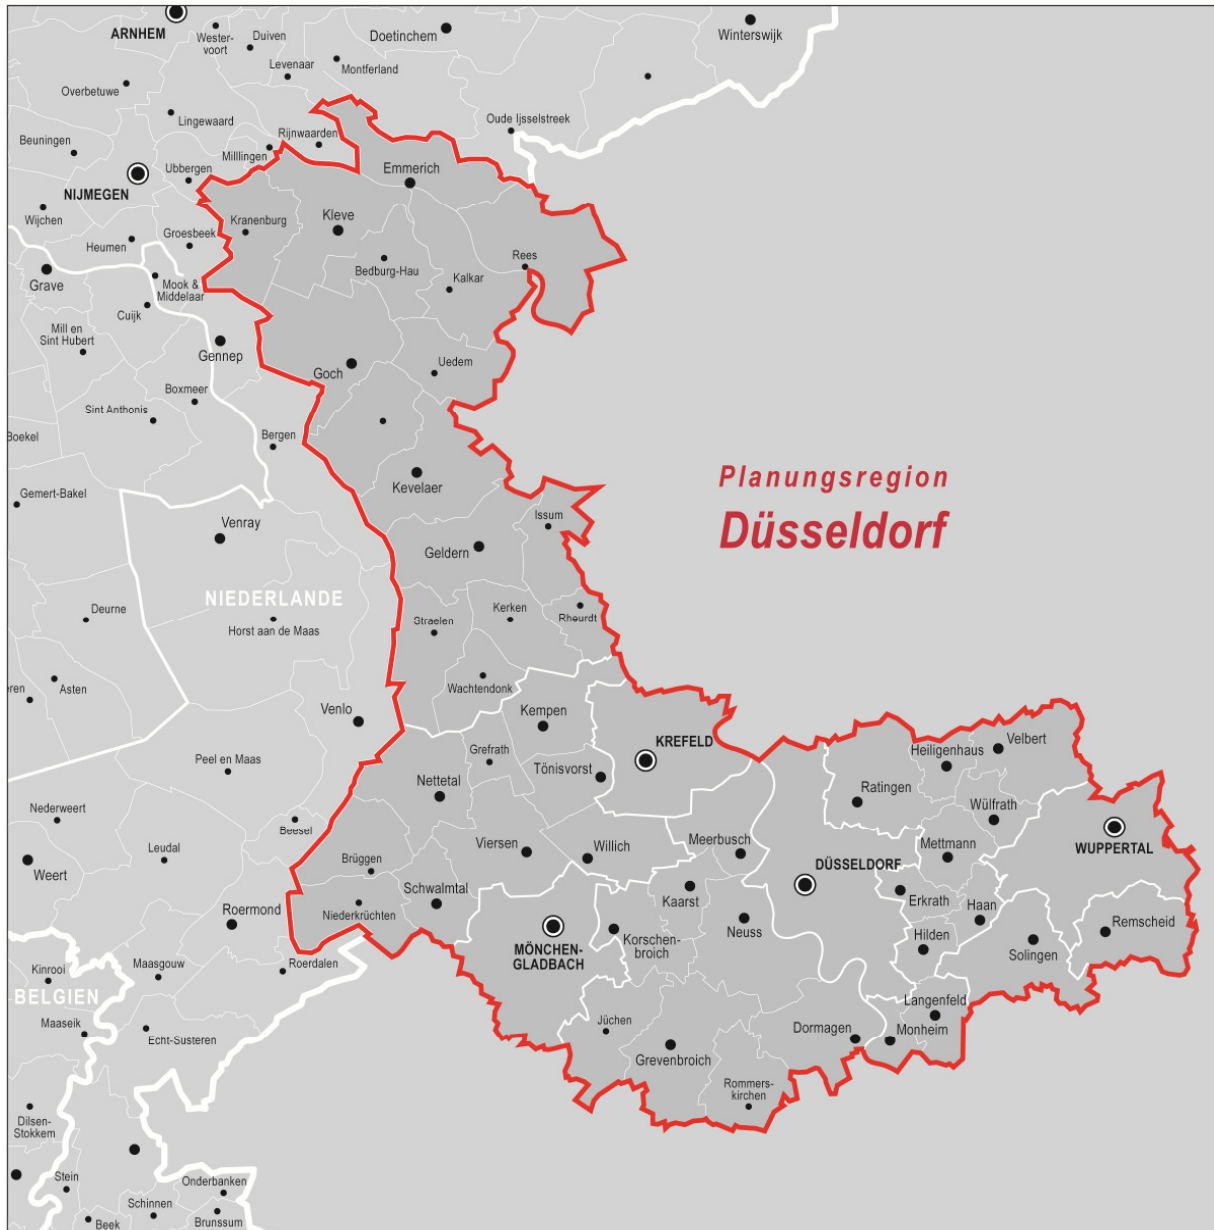 ARNHEM
Wester-
voort
Duiven
Doetinchem
Winterswijk
Levenaar
Montferland
Overbetuwe
Lingewaard
Oude Ijsselstreek
Beuningen
Rijnwaarden
Milllingen
Ubbergen
Emmerich
NIJMEGEN
Wijchen
Kranenburg
Kleve
Groesbeek
Heumen
Rees
Bedburg-Hau
Kalkar
Grave
Mook &
Middelaar
Cuijk
Mill en
Sint Hubert
Gennep
Uedem
Goch
Boxmeer
Sint Anthonis
Boekel
Bergen
Planungsregion
Düsseldorf
Kevelaer
Gemert-Bakel
Issum
Venray
Geldern
NIEDERLANDE
Deurne
Kerken
Rheurdt
Straelen
Horst aan de Maas
eren
Asten
Wachtendonk
Venlo
Kempen
KREFELD
Velbert
Heiligenhaus
Grefrath
Peel en Maas
Tönisvorst
Nettetal
Ratingen
Wülfrath
Nederweert
Beesel
Meerbusch
Mettmann
WUPPERTAL
Viersen
Willich
Leudal
Brüggen
DÜSSELDORF
Weert
Schwalmtal
Kaarst
Erkrath
Haan
Roermond
Niederkrüchten
Neuss
Remscheid
Korschen-
broich
Hilden
MÖNCHEN-
GLADBACH
Solingen
Kinrooi
Maasgouw
Roerdalen
BELGIEN
Langenfeld
Maaseik
Echt-Susteren
Jüchen
Dormagen
Monheim
Grevenbroich
Rommers-
kirchen
Dilsen-
Stokkem
Stein
Onderbanken
Schinnen
Beek
Brunssum